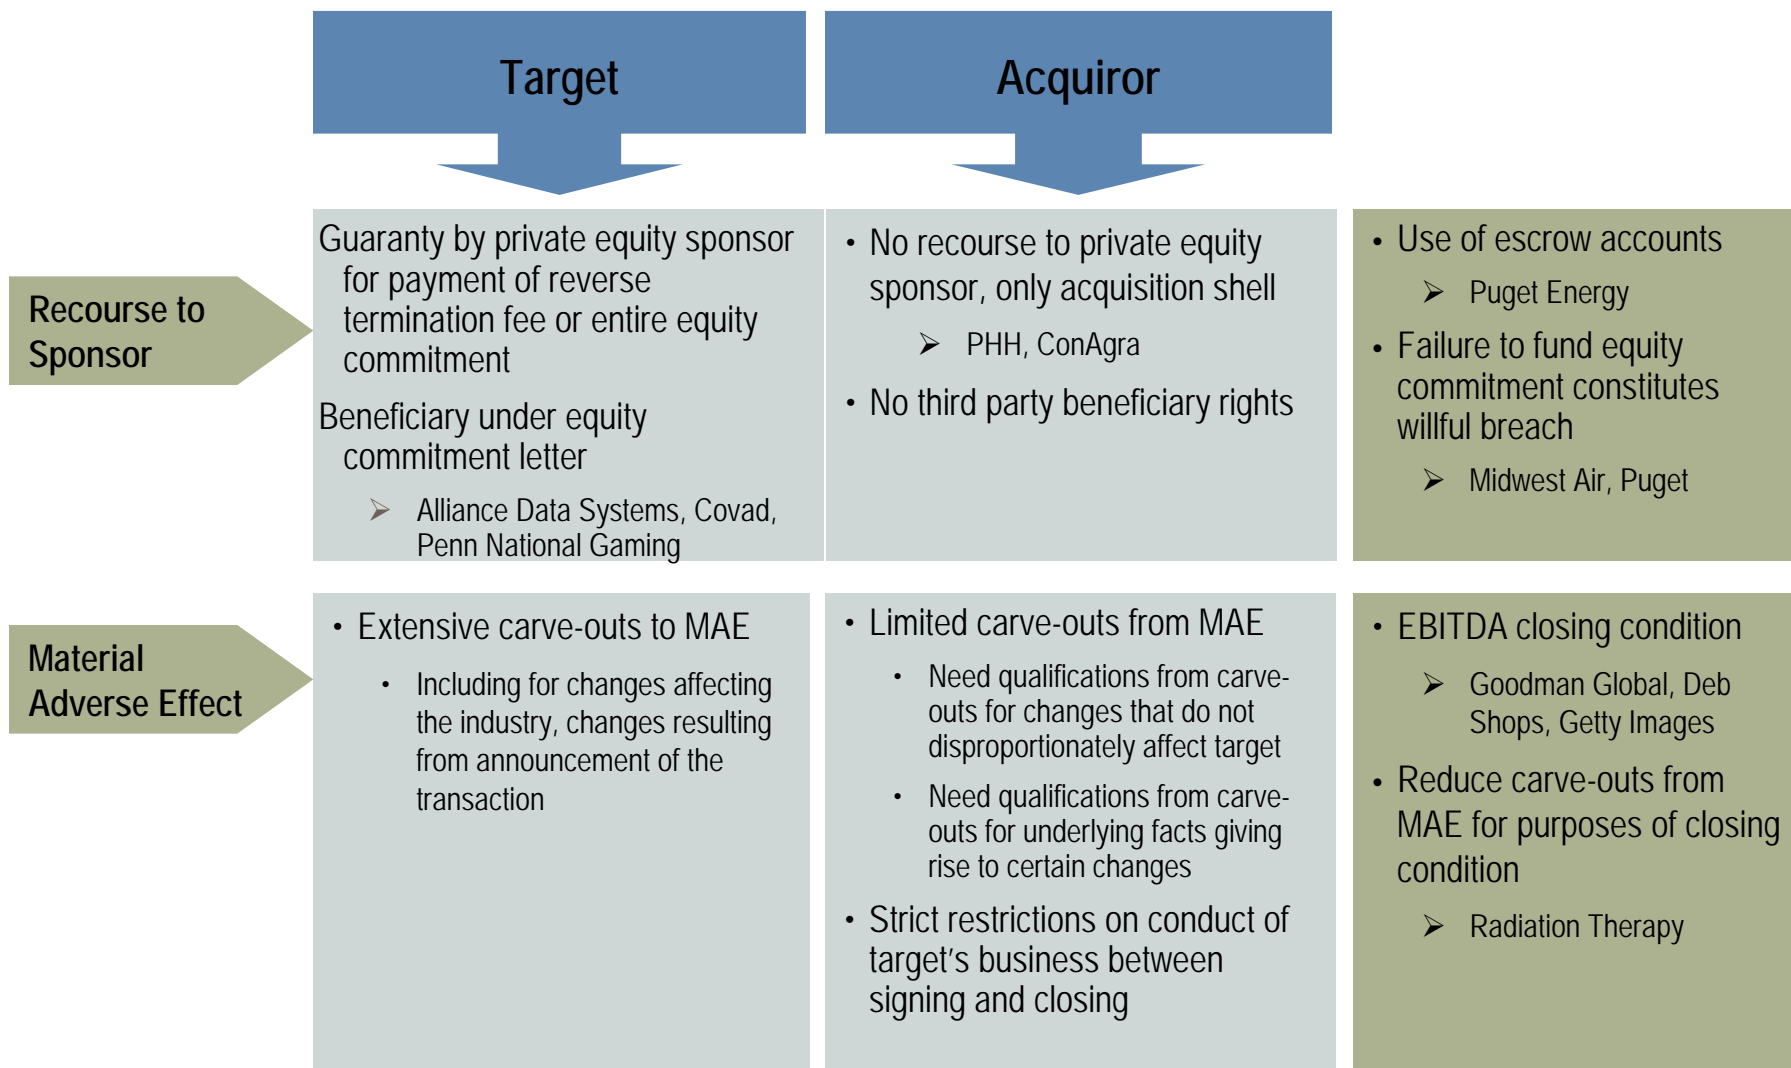 Target
Acquiror
Recourse to
Sponsor
Guaranty by private equity sponsor
for payment of reverse
termination fee or entire equity
commitment
Beneficiary under equity
commitment letter
➢ Alliance Data Systems, Covad,
Penn National Gaming
• No recourse to private equity
sponsor, only acquisition shell
➢ PHH, ConAgra
• No third party beneficiary rights
• Use of escrow accounts
➢ Puget Energy
• Failure to fund equity
commitment constitutes
willful breach
➢ Midwest Air, Puget
Material
Adverse Effect
• Extensive carve-outs to MAE
• Including for changes affecting
the industry, changes resulting
from announcement of the
transaction
• Limited carve-outs from MAE
• Need qualifications from carve-
outs for changes that do not
disproportionately affect target
• Need qualifications from carve-
outs for underlying facts giving
rise to certain changes
• Strict restrictions on conduct of
target's business between
signing and closing
• EBITDA closing condition
➢ Goodman Global, Deb
Shops, Getty Images
• Reduce carve-outs from
MAE for purposes of closing
condition
➢ Radiation Therapy